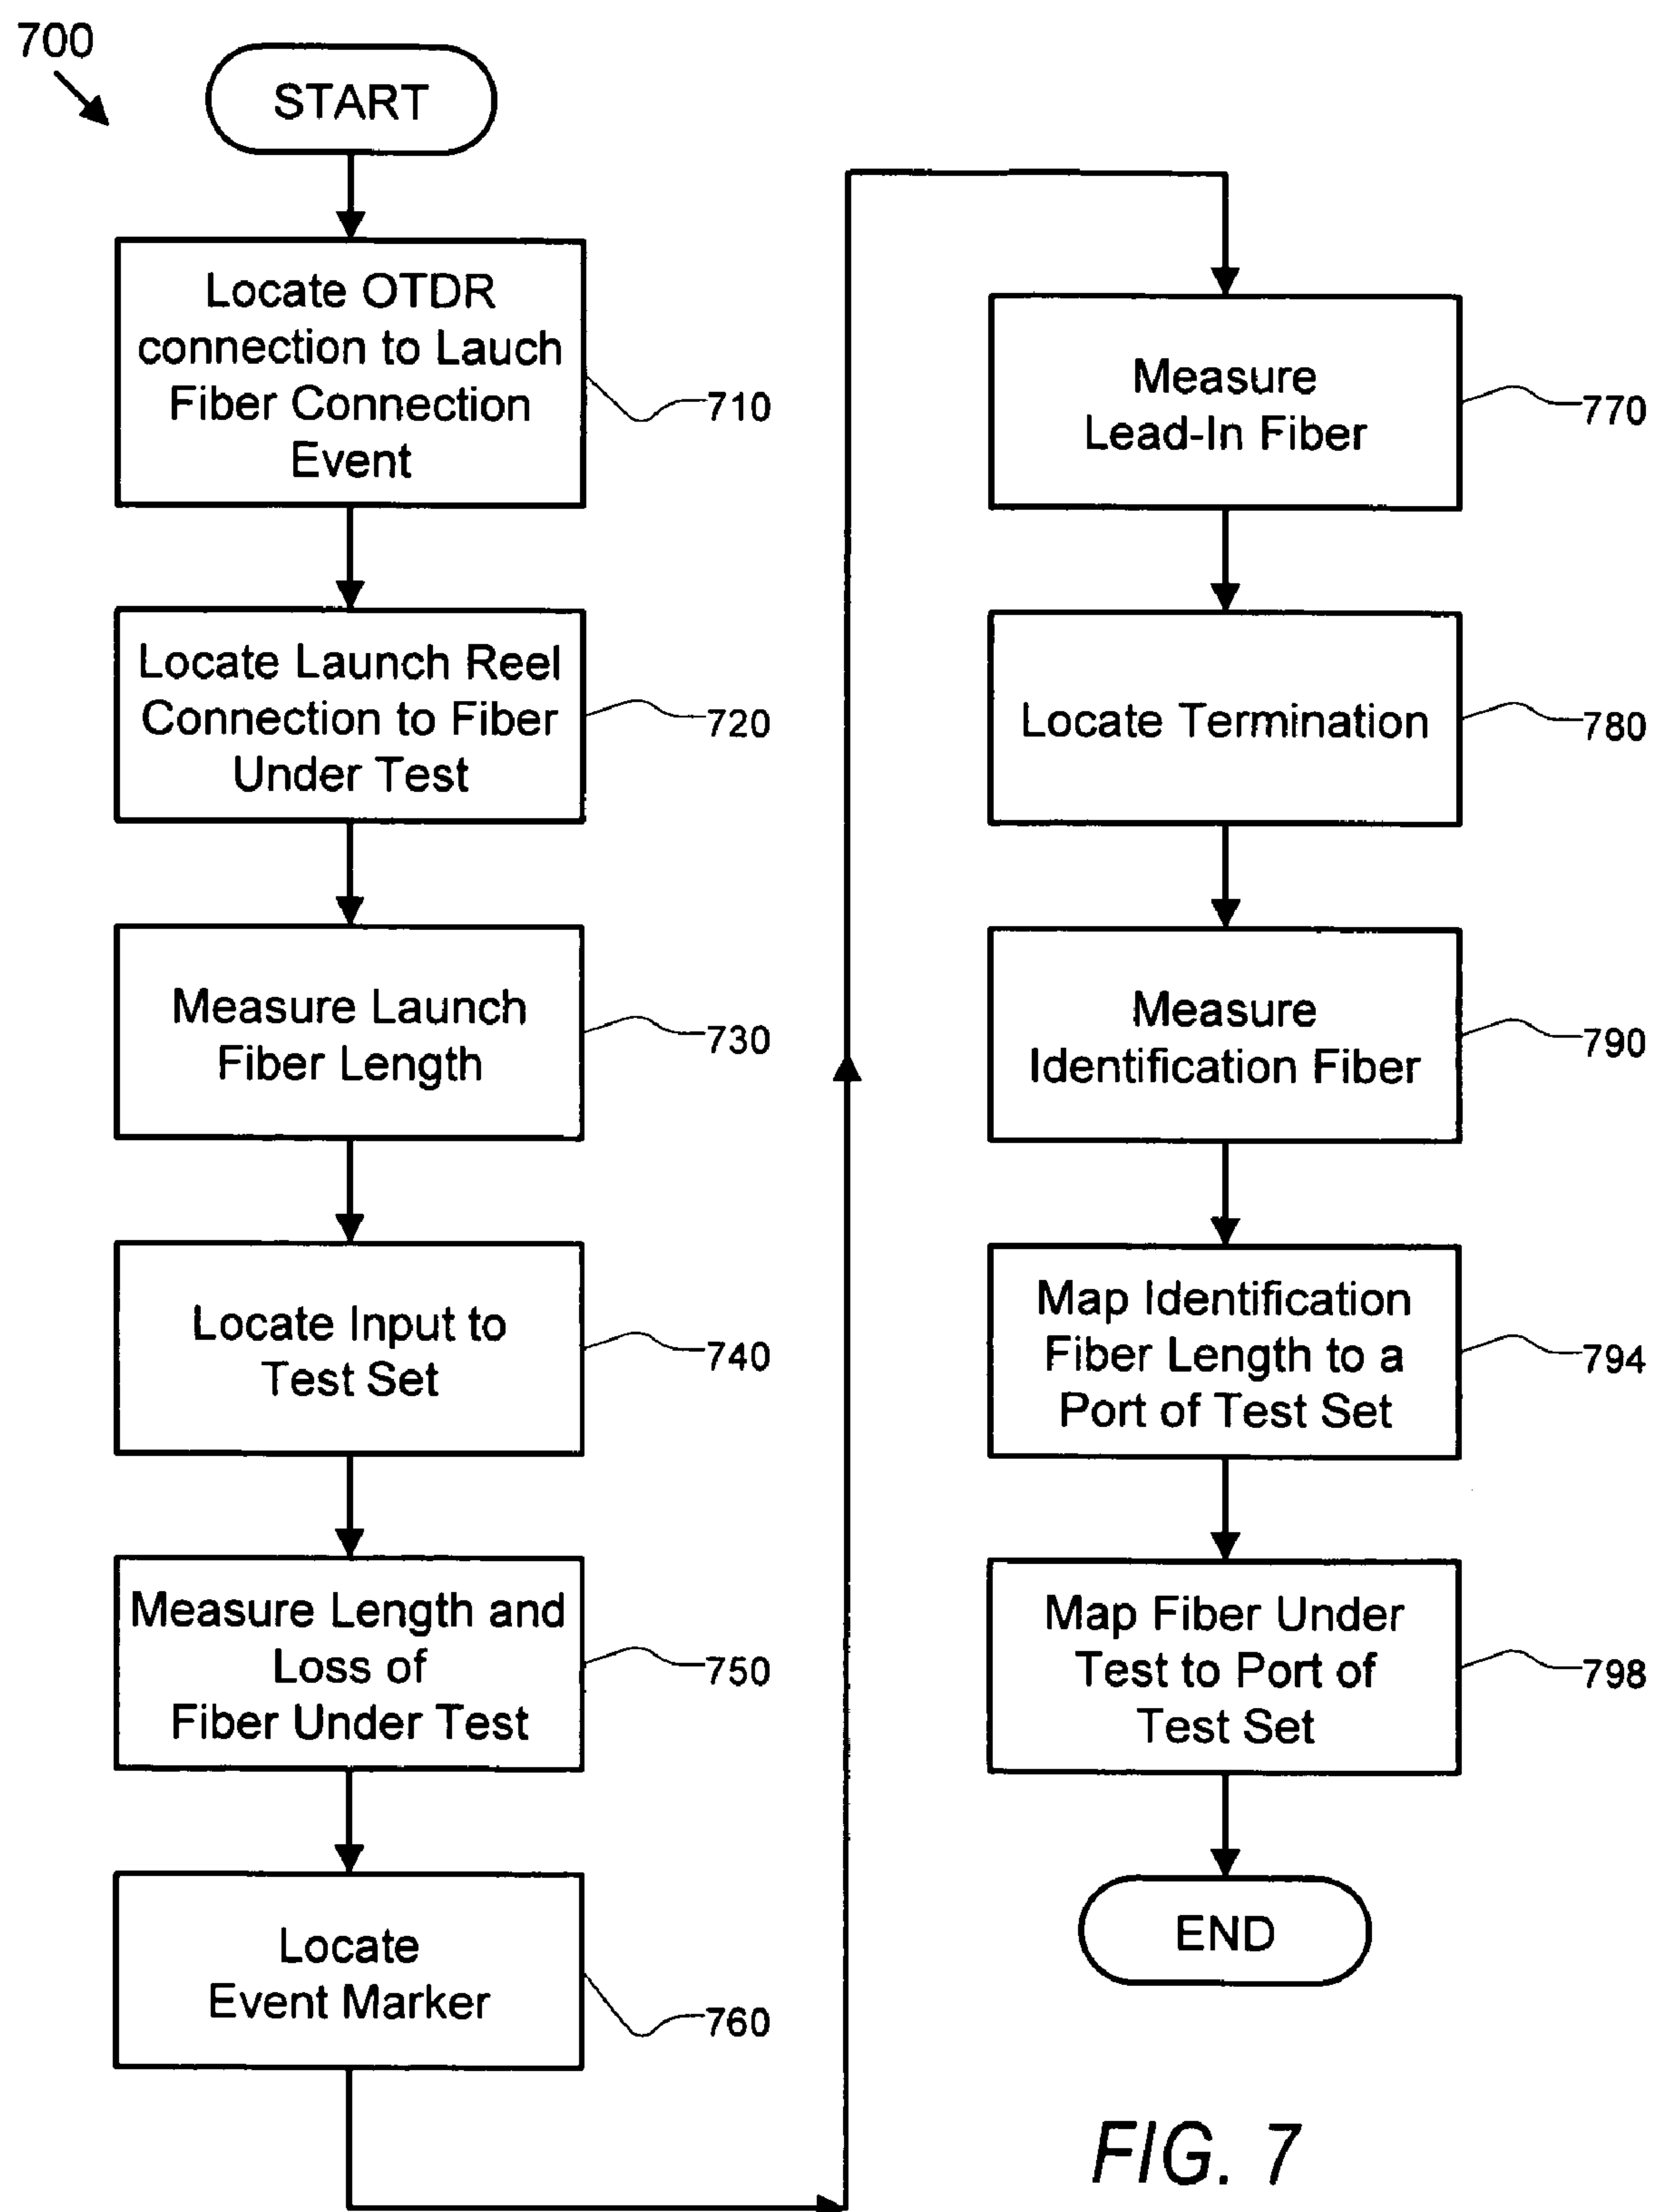 700
START
Locate OTDR
connection to Lauch
Fiber Connection
Event
710
Locate Launch Reel
Connection to Fiber
Under Test
720
Measure Launch
Fiber Length
730
Locate Input to
Test Set
740
Measure Length and
Loss of
Fiber Under Test
750
Locate
Event Marker
760
Measure
Lead-In Fiber
770
Locate Termination
780
Measure
Identification Fiber
790
Map Identification
Fiber Length to a
Port of Test Set
794
Map Fiber Under
Test to Port of
Test Set
798
END
FIG. 7